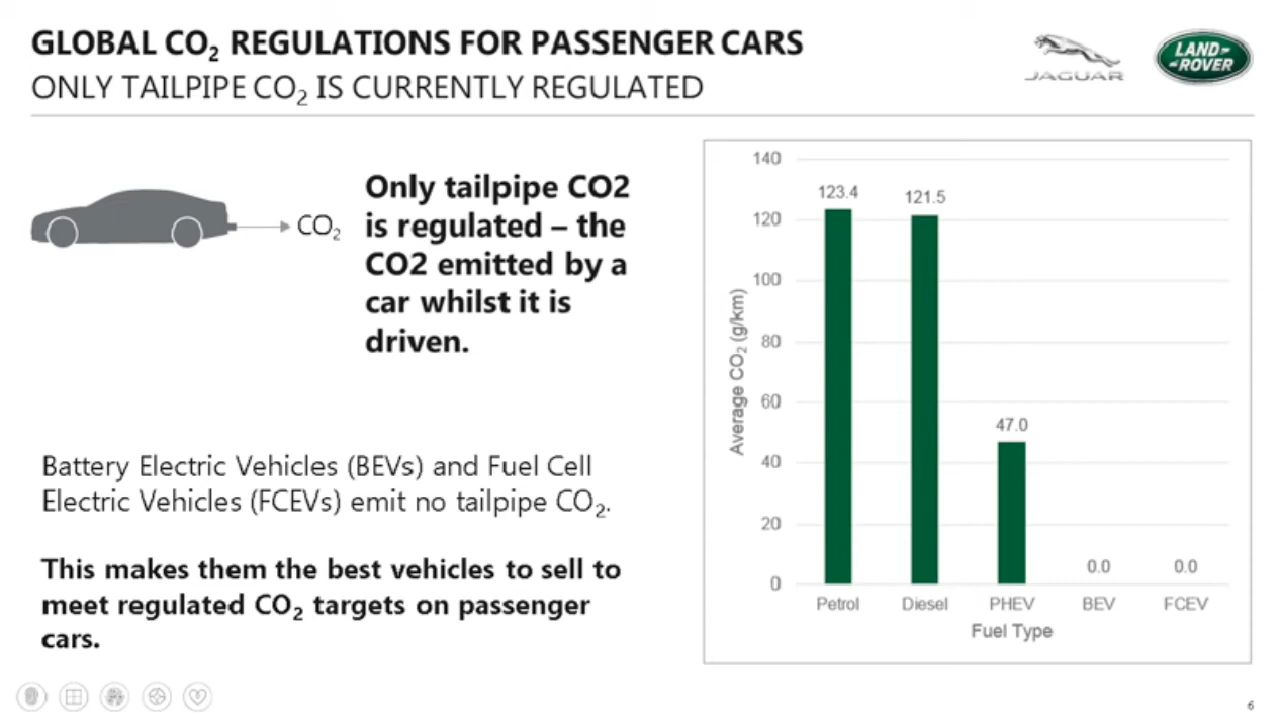 GLOBAL CO₂ REGULATIONS FOR PASSENGER CARS
ONLY TAILPIPE CO₂ IS CURRENTLY REGULATED
JAGUAR
LAND-
-ROVER
CO₂
Only tailpipe CO2
is regulated – the
CO2 emitted by a
car whilst it is
driven.
Battery Electric Vehicles (BEVs) and Fuel Cell
Electric Vehicles (FCEVs) emit no tailpipe CO₂.
This makes them the best vehicles to sell to
meet regulated CO₂ targets on passenger
cars.
Average CO₂ (g/km)
140
120
100
80
60
40
20
0
123.4
121.5
47.0
0.0
0.0
Petrol Diesel PHEV BEV FCEV
Fuel Type
6